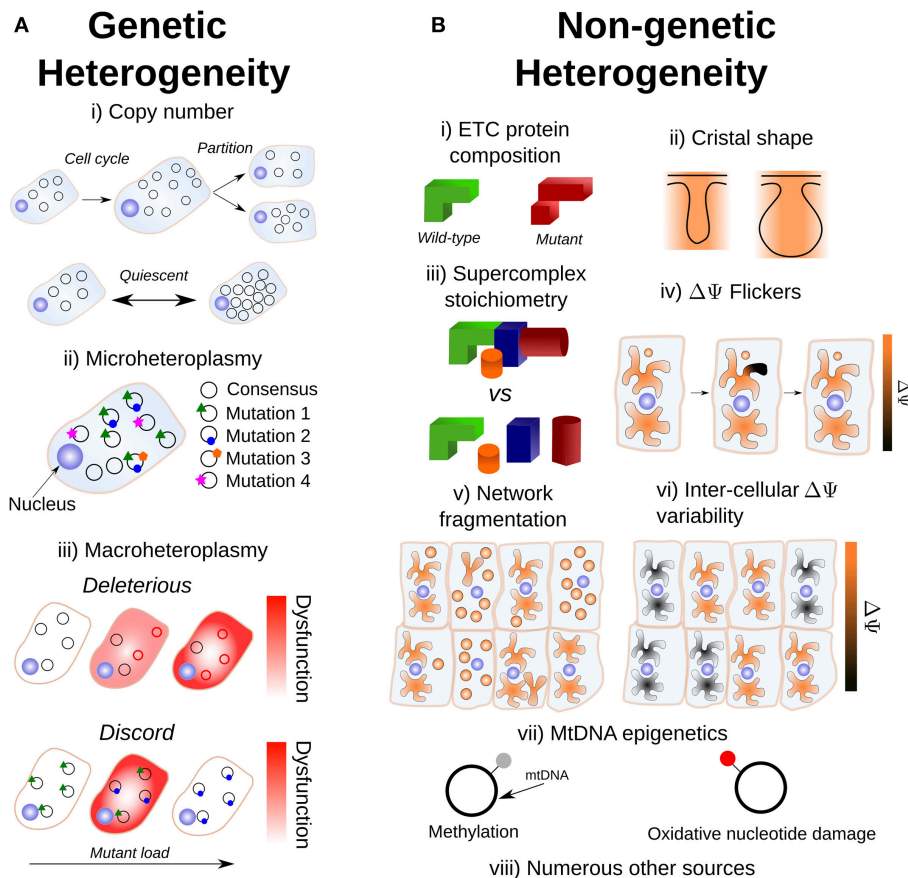 A
Genetic
Heterogeneity
i) Copy number
Cell cycle
Partition
Quiescent
ii) Microheteroplasmy
Consensus
Mutation 1
Mutation 2
Mutation 3
Mutation 4
Nucleus
iii) Macroheteroplasmy
Deleterious
Dysfunction
Discord
Dysfunction
Mutant load
B
Non-genetic
Heterogeneity
i) ETC protein
composition
Wild-type
Mutant
ii) Cristal shape
iii) Supercomplex
stoichiometry
vs
iv) ΔΨ Flickers
ΔΨ
v) Network
fragmentation
vi) Inter-cellular ΔΨ
variability
ΔΨ
vii) MtDNA epigenetics
mtDNA
Methylation
Oxidative nucleotide damage
viii) Numerous other sources